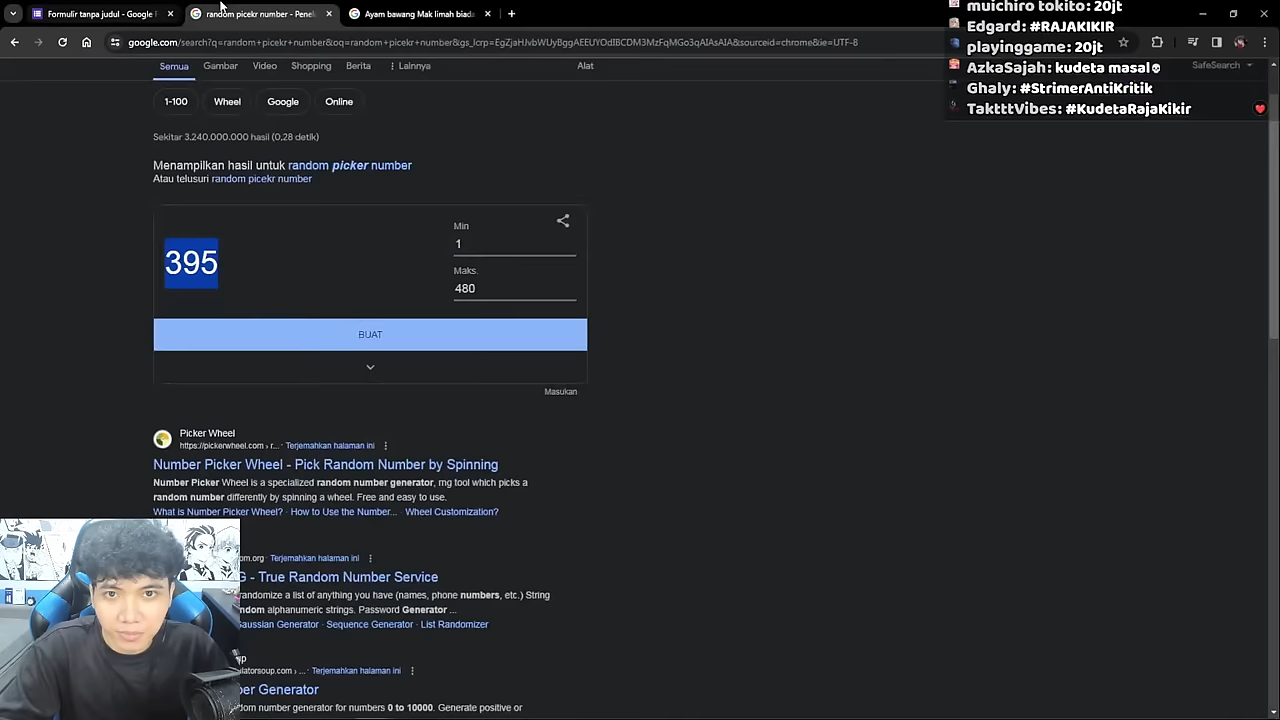 Formulir tanpa judul - Google F
random picekr number - Penel
Ayam bawang Mak limah biada
muichiro tokito: 20jt
Edgard: #RAJAKIKIR
playinggame: 20jt
AzkaSajah: kudeta masal💀
Ghaly: #StrimerAntiKritik
TaktttVibes: #KudetaRajaKikir
google.com/search?q=random+picekr+number&oq=random+picekr+number&gs_lcrp=EgZjaHJvbWUyBggAEEUYODIBCDM3MzFqMGo3qAIAsAIA&sourceid=chrome&ie=UTF-8
Semua Gambar Video Shopping Berita Lainnya Alat SafeSearch
1-100 Wheel Google Online
Sekitar 3.240.000.000 hasil (0,28 detik)
Menampilkan hasil untuk random picker number
Atau telusuri random picekr number
395
Min
1
Maks.
480
BUAT
Masukan
Picker Wheel
https://pickerwheel.com › r... · Terjemahkan halaman ini
Number Picker Wheel - Pick Random Number by Spinning
Number Picker Wheel is a specialized random number generator, rng tool which picks a
random number differently by spinning a wheel. Free and easy to use.
What is Number Picker Wheel? · How to Use the Number... · Wheel Customization?
om.org · Terjemahkan halaman ini
G - True Random Number Service
randomize a list of anything you have (names, phone numbers, etc.) String
ndom alphanumeric strings. Password Generator ...
Gaussian Generator · Sequence Generator · List Randomizer
up
ulatorsoup.com › ... · Terjemahkan halaman ini
ber Generator
dom number generator for numbers 0 to 10000. Generate positive or